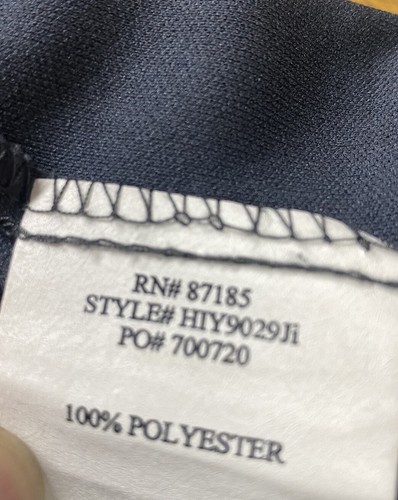 RN# 87185
STYLE# HIY9029Ji
PO# 700720
100% POLYESTER